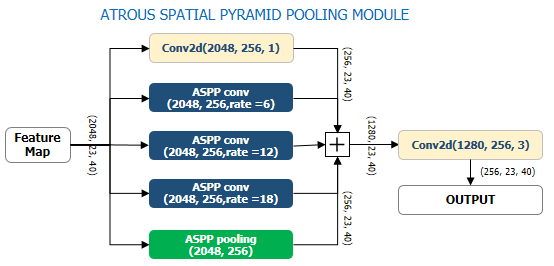 ATROUS SPATIAL PYRAMID POOLING MODULE
Conv2d(2048, 256, 1)
(256, 23, 40)
ASPP conv
(2048, 256,rate =6)
Feature
Map
(2048, 23, 40)
ASPP conv
(2048, 256,rate =12)
+
(1280, 23, 40)
Conv2d(1280, 256, 3)
(256, 23, 40)
ASPP conv
(2048, 256,rate =18)
(256, 23, 40)
OUTPUT
ASPP pooling
(2048, 256)